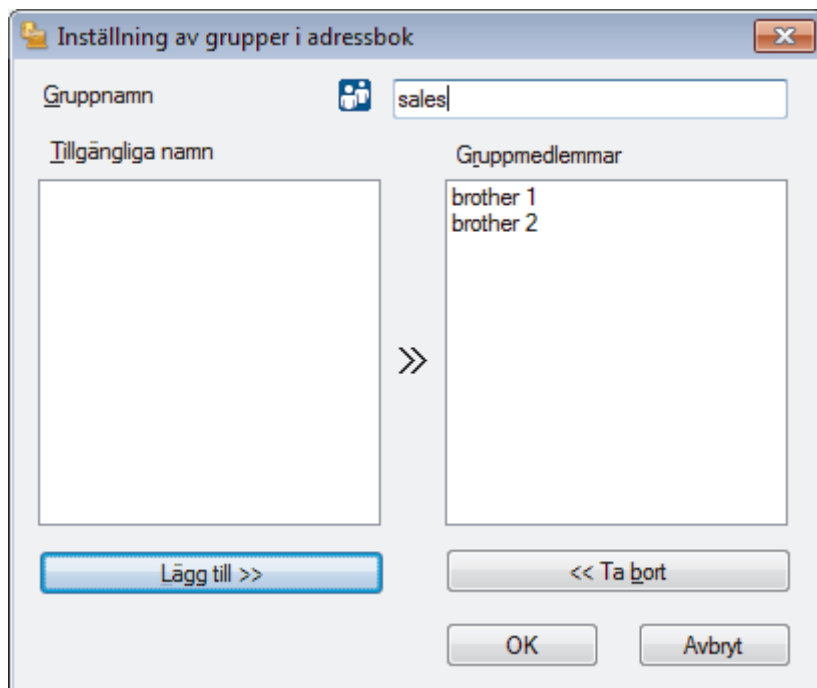 Inställning av grupper i adressbok
Gruppnamn
sales
Tillgängliga namn
Gruppmedlemmar
brother 1
brother 2
>>
Lägg till >>
<< Ta bort
OK
Avbryt